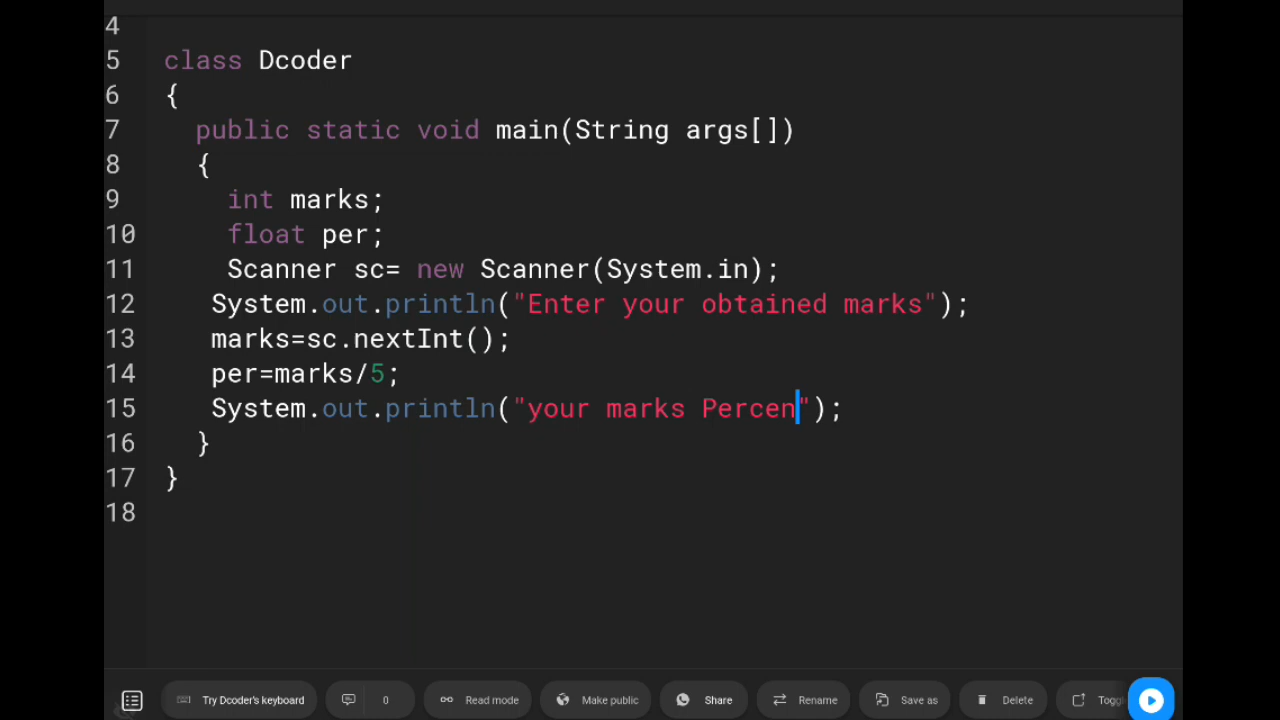 4
5 class Dcoder
6 {
7 public static void main(String args[])
8 {
9 int marks;
10 float per;
11 Scanner sc= new Scanner(System.in);
12 System.out.println("Enter your obtained marks");
13 marks=sc.nextInt();
14 per=marks/5;
15 System.out.println("your marks Percen");
16 }
17 }
18
Try Dcoder's keyboard 0 Read mode Make public Share Rename Save as Delete Togg